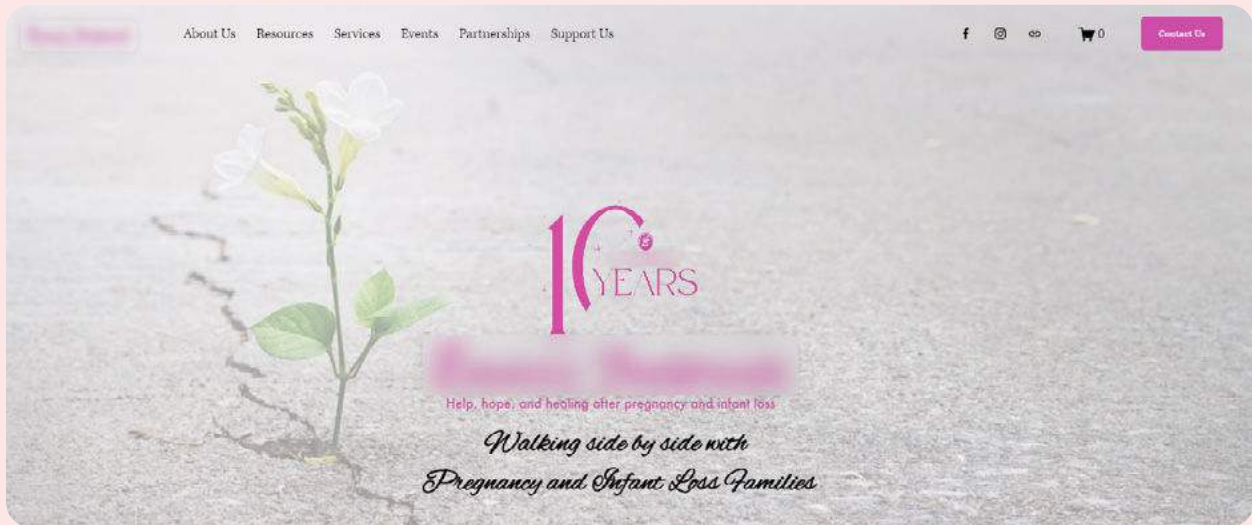 About Us Resources Services Events Partnerships Support Us 0 Contact Us
10
YEARS
Help, hope, and healing after pregnancy and infant loss
Walking side by side with
Pregnancy and Infant Loss Families